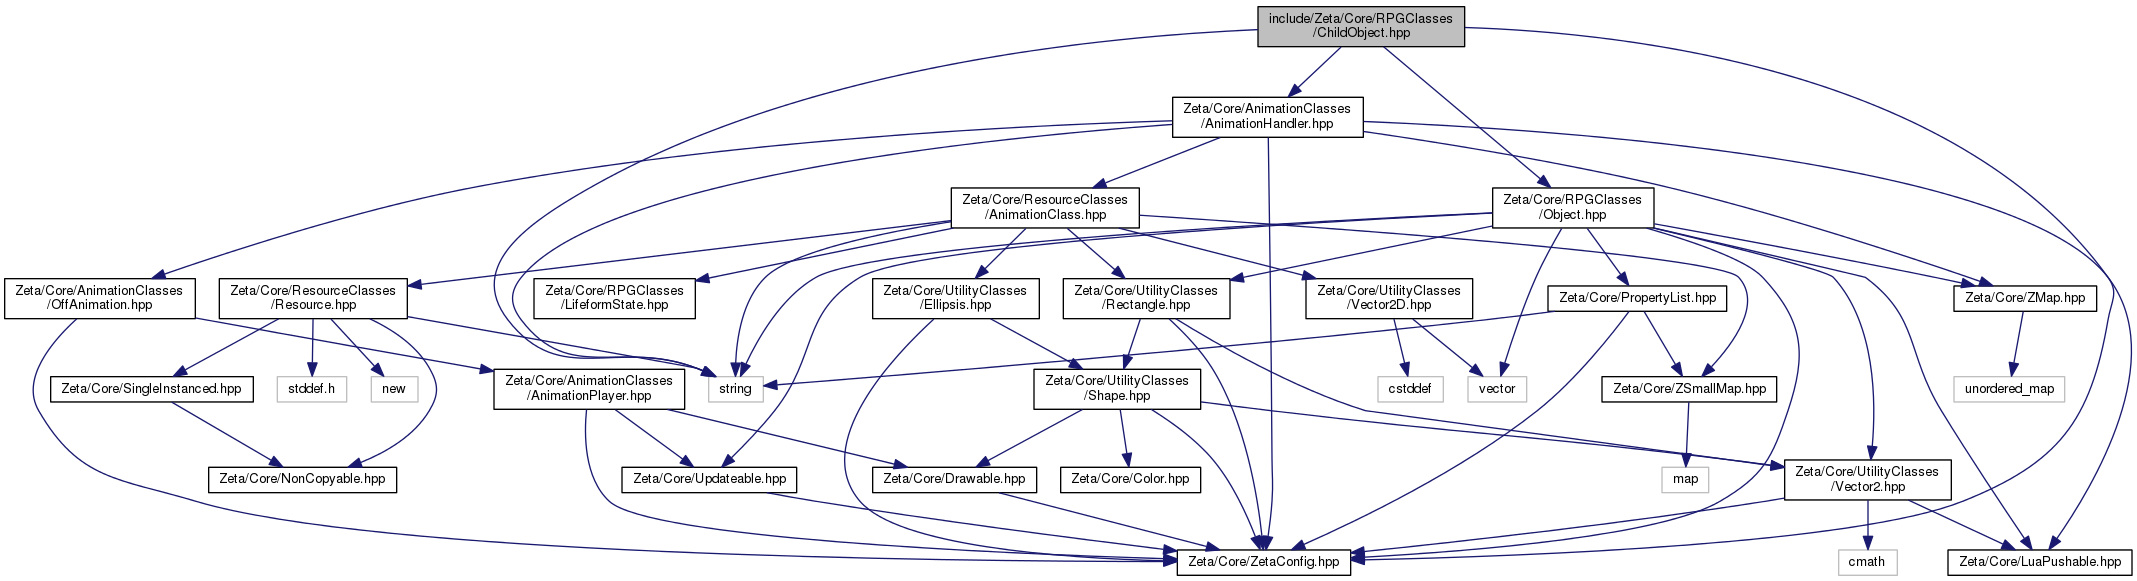 include/Zeta/Core/RPGClasses
/ChildObject.hpp
Zeta/Core/AnimationClasses
/AnimationHandler.hpp
Zeta/Core/ResourceClasses
/AnimationClass.hpp
Zeta/Core/RPGClasses
/Object.hpp
Zeta/Core/AnimationClasses
/OffAnimation.hpp
Zeta/Core/ResourceClasses
/Resource.hpp
Zeta/Core/RPGClasses
/LifeformState.hpp
Zeta/Core/UtilityClasses
/Ellipsis.hpp
Zeta/Core/UtilityClasses
/Rectangle.hpp
Zeta/Core/UtilityClasses
/Vector2D.hpp
Zeta/Core/PropertyList.hpp
Zeta/Core/ZMap.hpp
Zeta/Core/SingleInstanced.hpp
stddef.h
new
Zeta/Core/AnimationClasses
/AnimationPlayer.hpp
string
Zeta/Core/UtilityClasses
/Shape.hpp
cstddef
vector
Zeta/Core/ZSmallMap.hpp
unordered_map
Zeta/Core/NonCopyable.hpp
Zeta/Core/Updateable.hpp
Zeta/Core/Drawable.hpp
Zeta/Core/Color.hpp
map
Zeta/Core/UtilityClasses
/Vector2.hpp
Zeta/Core/ZetaConfig.hpp
cmath
Zeta/Core/LuaPushable.hpp